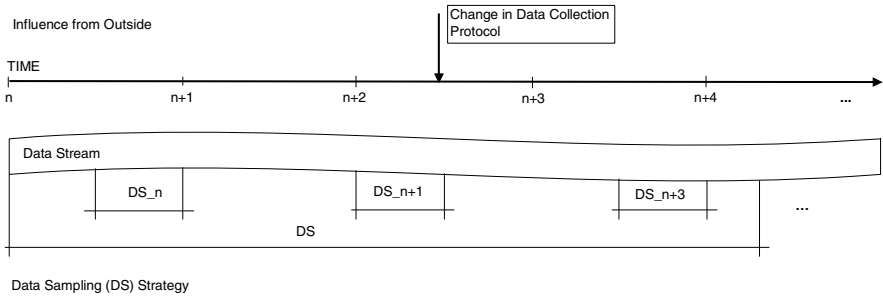 Influence from Outside
Change in Data Collection
Protocol
TIME
n n+1 n+2 n+3 n+4 ...
Data Stream
DS_n DS_n+1 DS_n+3 ...
DS
Data Sampling (DS) Strategy